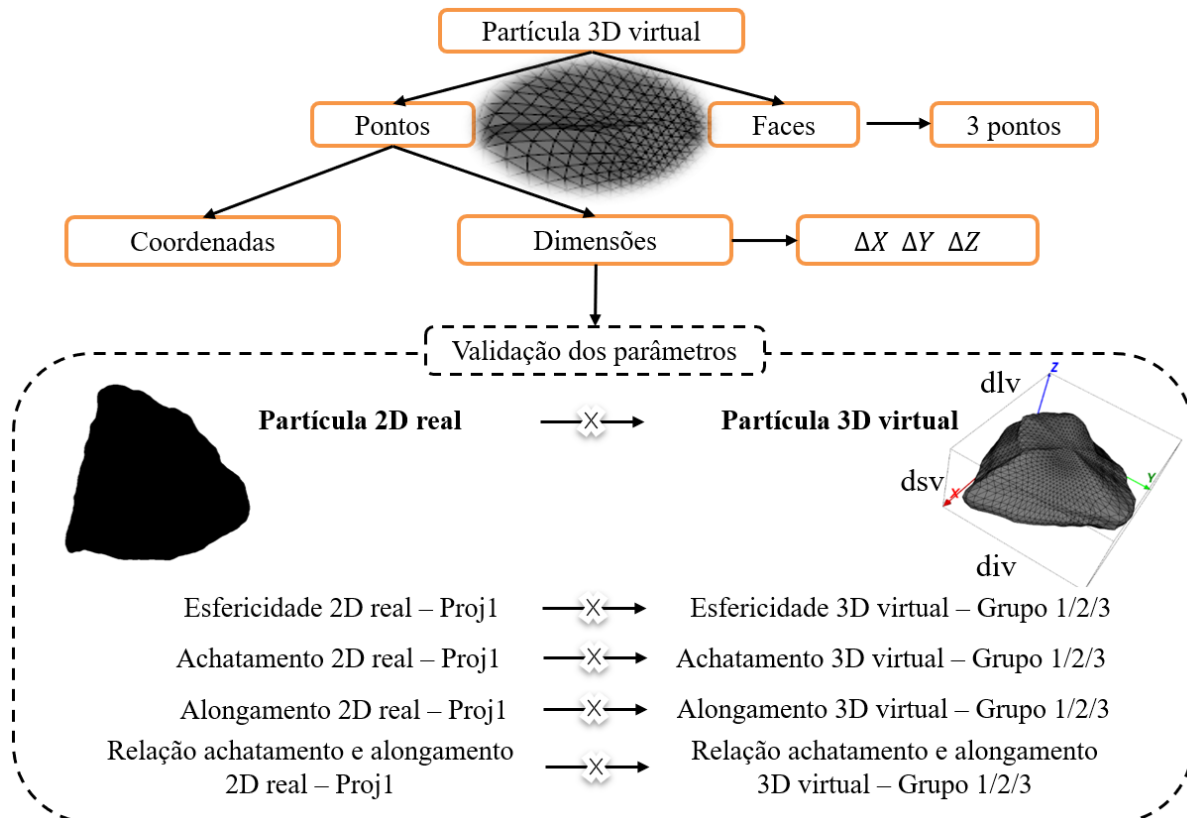 Partícula 3D virtual
Pontos
Faces
3 pontos
Coordenadas
Dimensões
ΔX ΔY ΔZ
Validação dos parâmetros
Partícula 2D real
X
Partícula 3D virtual
Z
dlv
dsv
X
Y
div
Esfericidade 2D real – Proj1
X
Esfericidade 3D virtual – Grupo 1/2/3
Achatamento 2D real – Proj1
X
Achatamento 3D virtual – Grupo 1/2/3
Alongamento 2D real – Proj1
X
Alongamento 3D virtual – Grupo 1/2/3
Relação achatamento e alongamento
2D real – Proj1
X
Relação achatamento e alongamento
3D virtual – Grupo 1/2/3